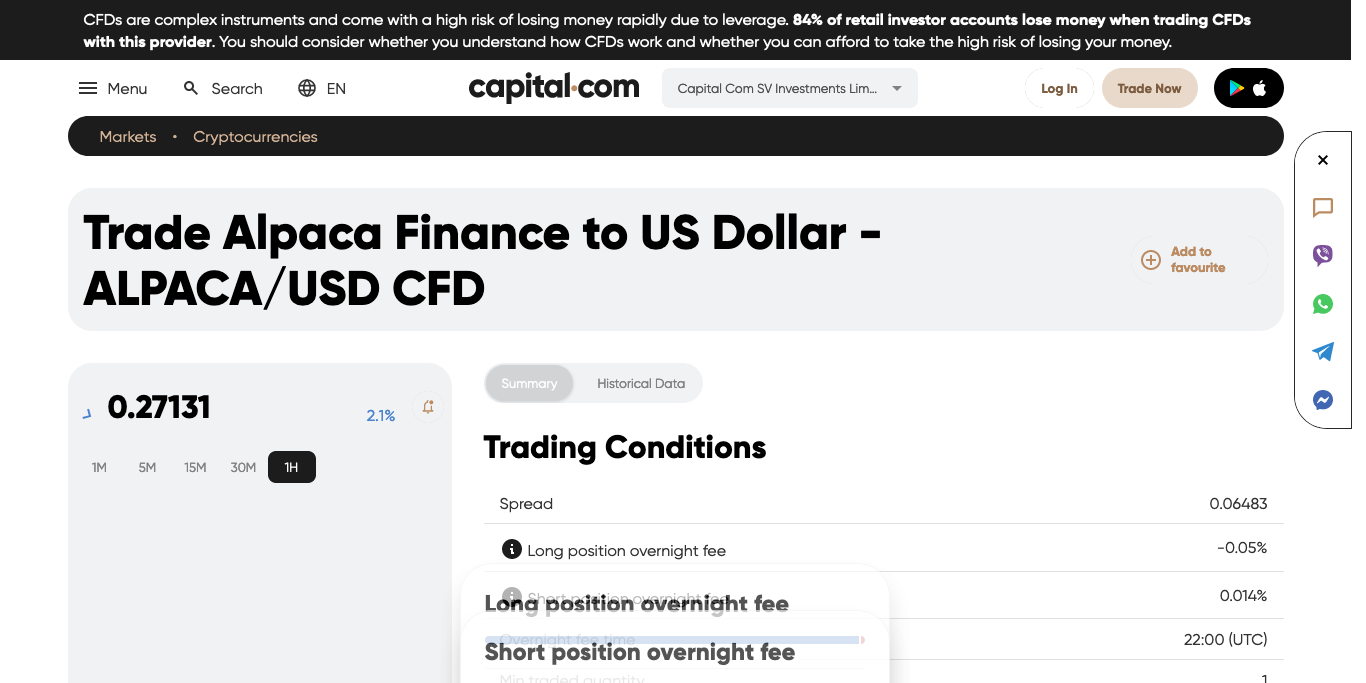 CFDs are complex instruments and come with a high risk of losing money rapidly due to leverage. 84% of retail investor accounts lose money when trading CFDs
with this provider. You should consider whether you understand how CFDs work and whether you can afford to take the high risk of losing your money.
Menu Search EN capital.com Capital Com SV Investments Lim... Log In Trade Now
Markets • Cryptocurrencies
Trade Alpaca Finance to US Dollar -
ALPACA/USD CFD
Add to
favourite
0.27131
2.1%
1M 5M 15M 30M 1H
Summary Historical Data
Trading Conditions
Spread 0.06483
Long position overnight fee -0.05%
Short position overnight fee 0.014%
Long position overnight fee
Overnight fee time 22:00 (UTC)
Short position overnight fee
Min traded quantity 1